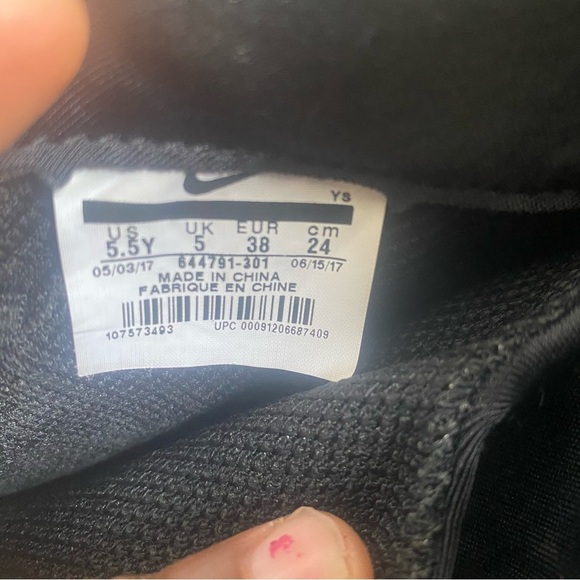 YS
US UK EUR cm
5.5Y 5 38 24
05/03/17 644791-301 06/15/17
MADE IN CHINA
FABRIQUE EN CHINE
107573493 UPC 00091206687409